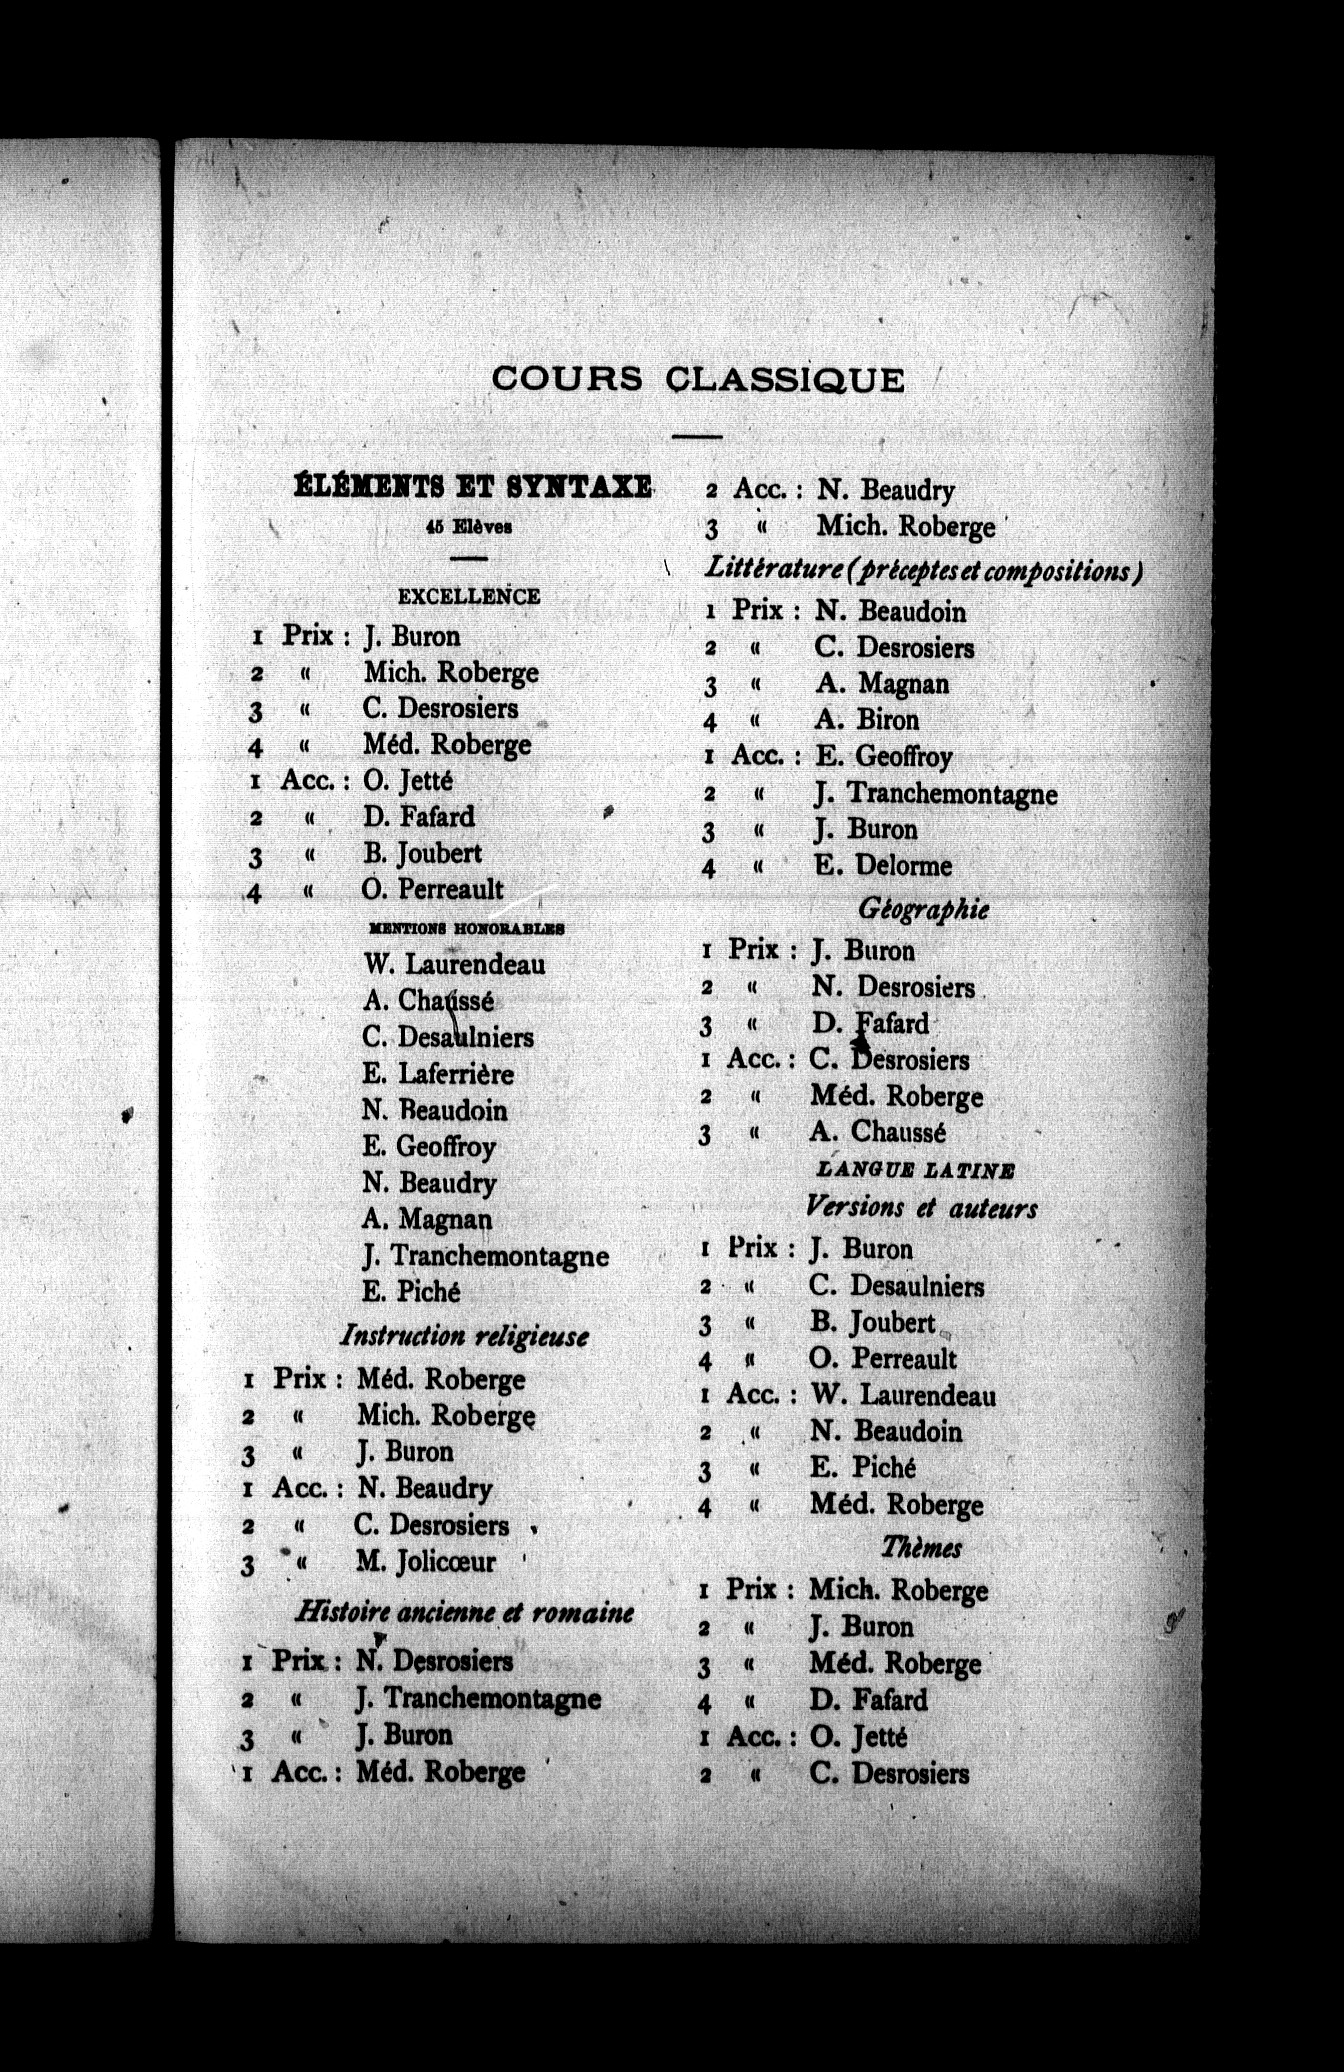 COURS CLASSIQUE
ÉLÉMENTS ET SYNTAXE
45 Elèves
EXCELLENCE
1 Prix : J. Buron
2 “ Mich. Roberge
3 “ C. Desrosiers
4 “ Méd. Roberge
1 Acc. : O. Jetté
2 “ D. Fafard
3 “ B. Joubert
4 “ O. Perreault
MENTIONS HONORABLES
W. Laurendeau
A. Chaussé
C. Desaulniers
E. Laferrière
N. Beaudoin
E. Geoffroy
N. Beaudry
A. Magnan
J. Tranchemontagne
E. Piché
Instruction religieuse
1 Prix : Méd. Roberge
2 “ Mich. Roberge
3 “ J. Buron
1 Acc. : N. Beaudry
2 “ C. Desrosiers
3 “ M. Jolicœur
Histoire ancienne et romaine
1 Prix : N. Desrosiers
2 “ J. Tranchemontagne
3 “ J. Buron
1 Acc. : Méd. Roberge
2 Acc. : N. Beaudry
3 “ Mich. Roberge
Littérature (préceptes et compositions)
1 Prix : N. Beaudoin
2 “ C. Desrosiers
3 “ A. Magnan
4 “ A. Biron
1 Acc. : E. Geoffroy
2 “ J. Tranchemontagne
3 “ J. Buron
4 “ E. Delorme
Géographie
1 Prix : J. Buron
2 “ N. Desrosiers
3 “ D. Fafard
1 Acc. : C. Desrosiers
2 “ Méd. Roberge
3 “ A. Chaussé
LANGUE LATINE
Versions et auteurs
1 Prix : J. Buron
2 “ C. Desaulniers
3 “ B. Joubert
4 “ O. Perreault
1 Acc. : W. Laurendeau
2 “ N. Beaudoin
3 “ E. Piché
4 “ Méd. Roberge
Thèmes
1 Prix : Mich. Roberge
2 “ J. Buron
3 “ Méd. Roberge
4 “ D. Fafard
1 Acc. : O. Jetté
2 “ C. Desrosiers